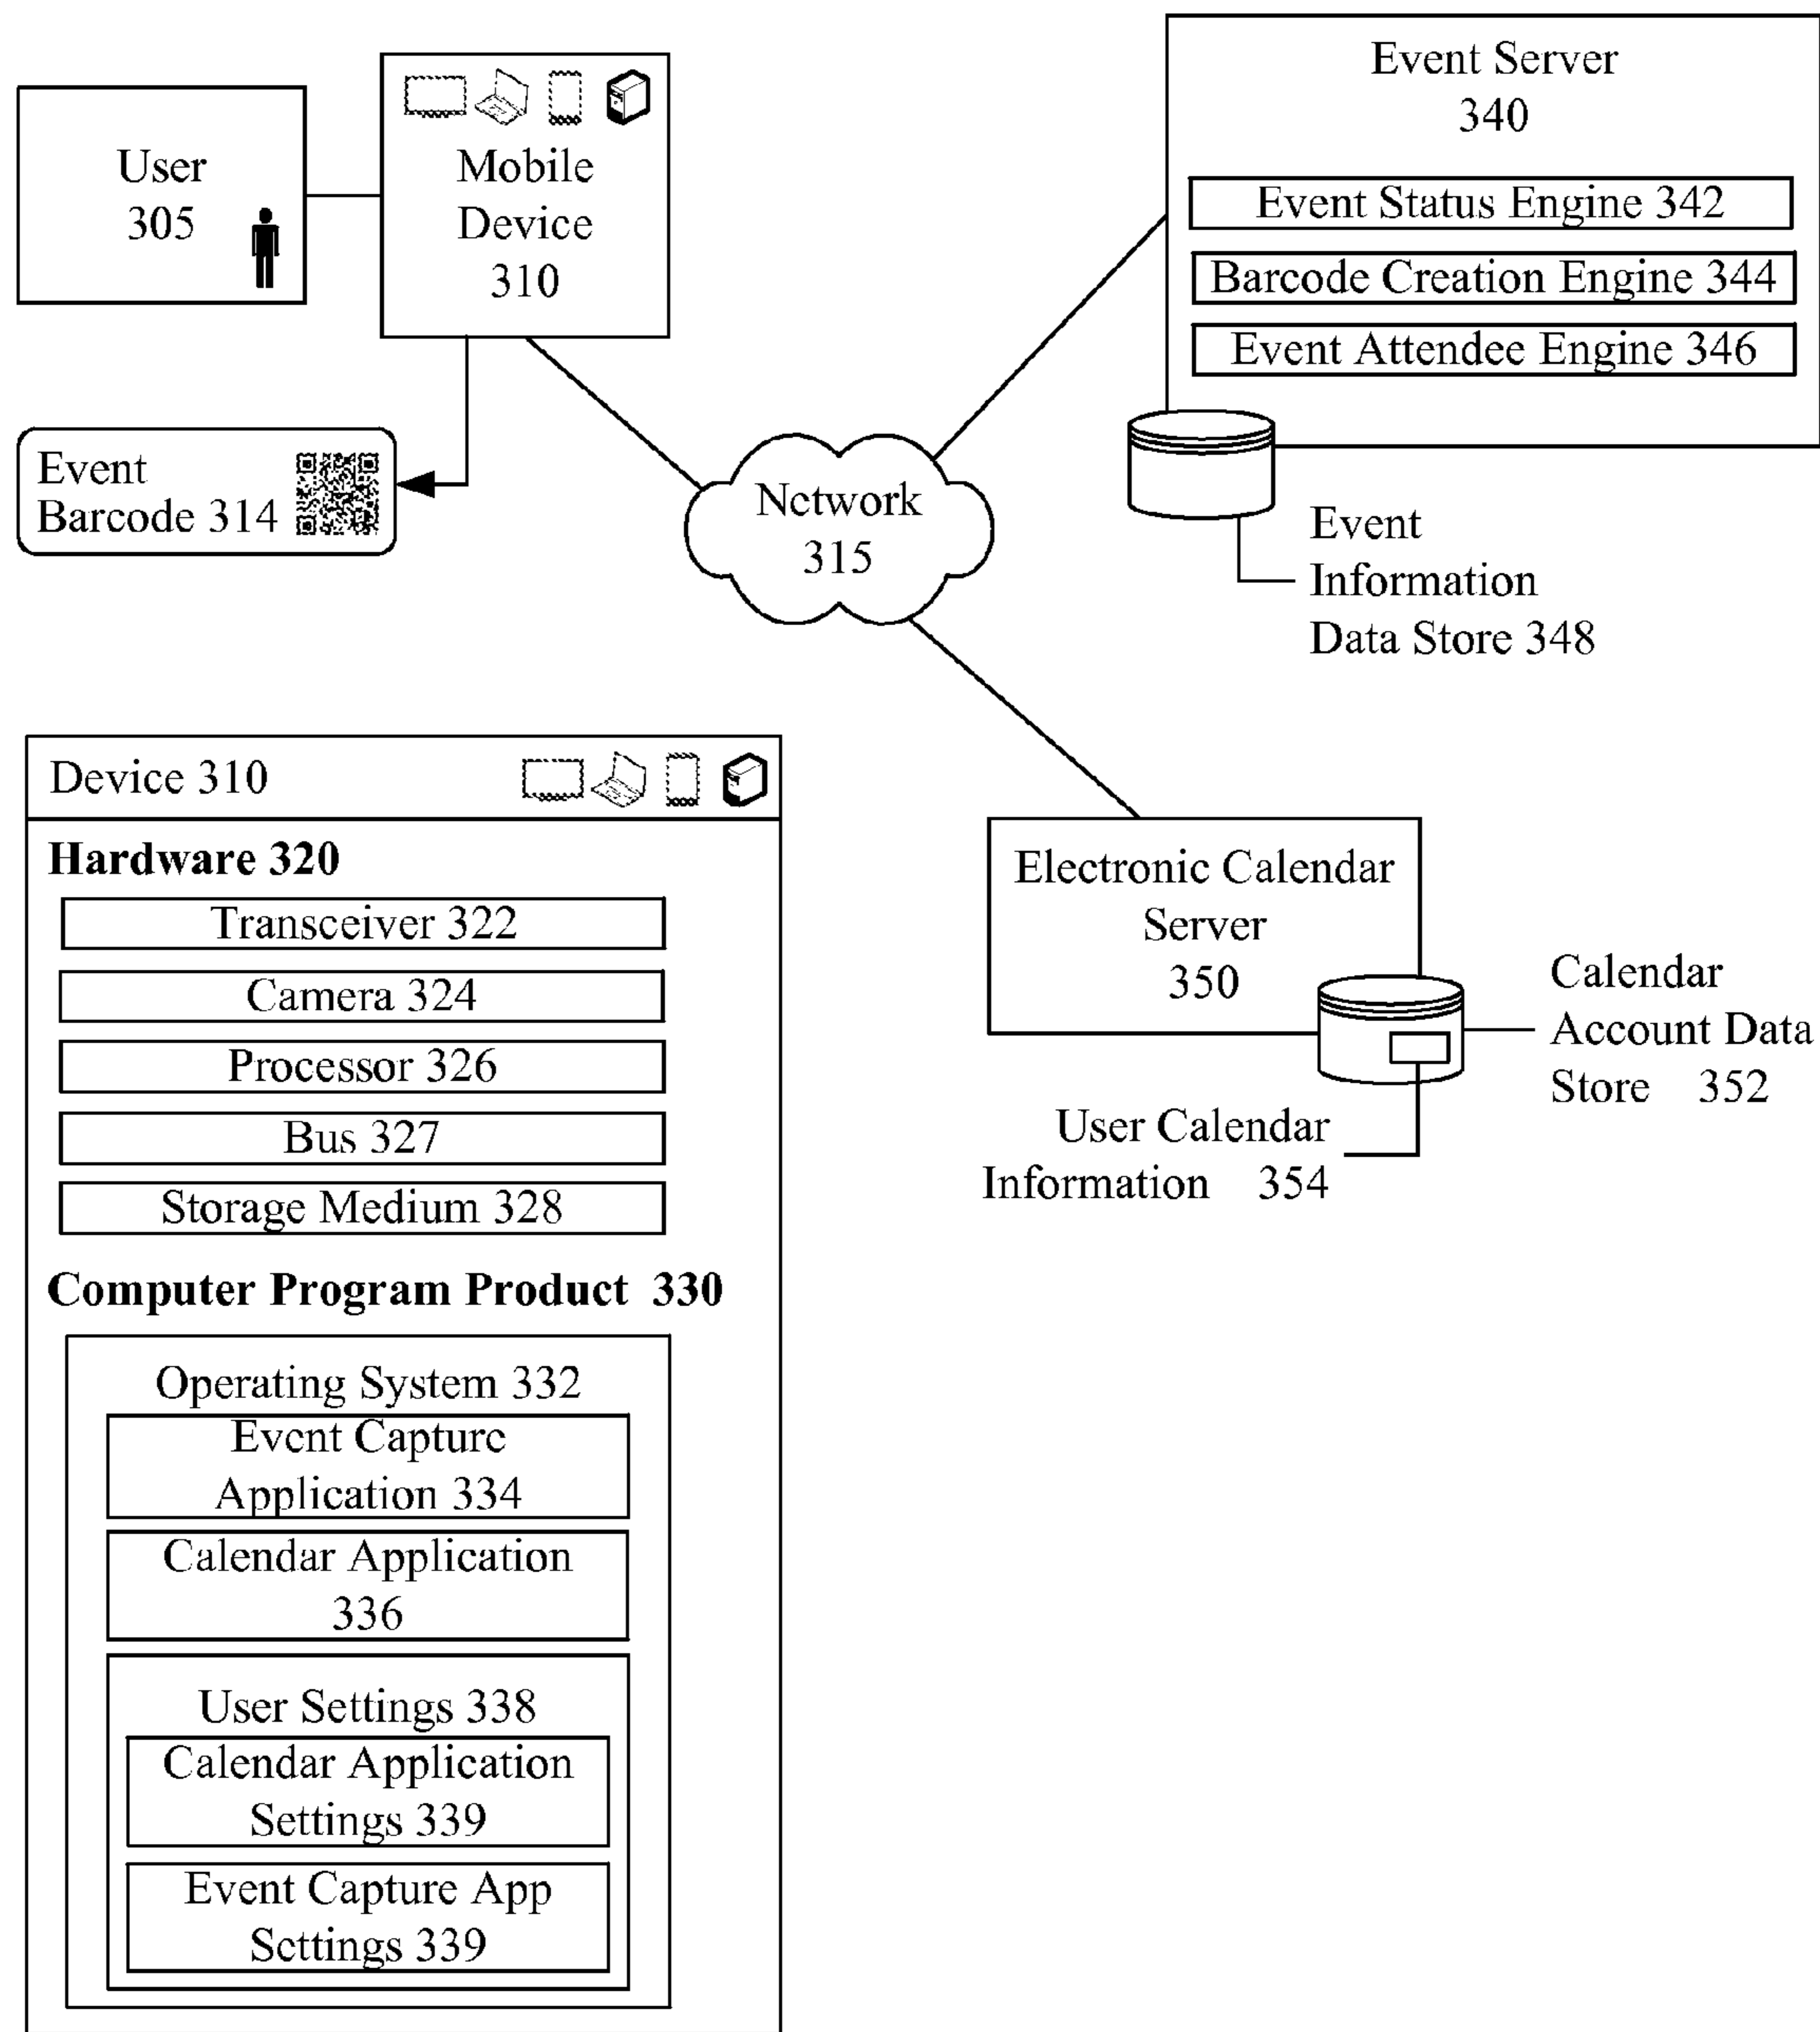 User
305
Mobile
Device
310
Event
Barcode 314
Network
315
Event Server
340
Event Status Engine 342
Barcode Creation Engine 344
Event Attendee Engine 346
Event
Information
Data Store 348
Electronic Calendar
Server
350
Calendar
Account Data
Store 352
User Calendar
Information 354
Device 310
Hardware 320
Transceiver 322
Camera 324
Processor 326
Bus 327
Storage Medium 328
Computer Program Product 330
Operating System 332
Event Capture
Application 334
Calendar Application
336
User Settings 338
Calendar Application
Settings 339
Event Capture App
Settings 339